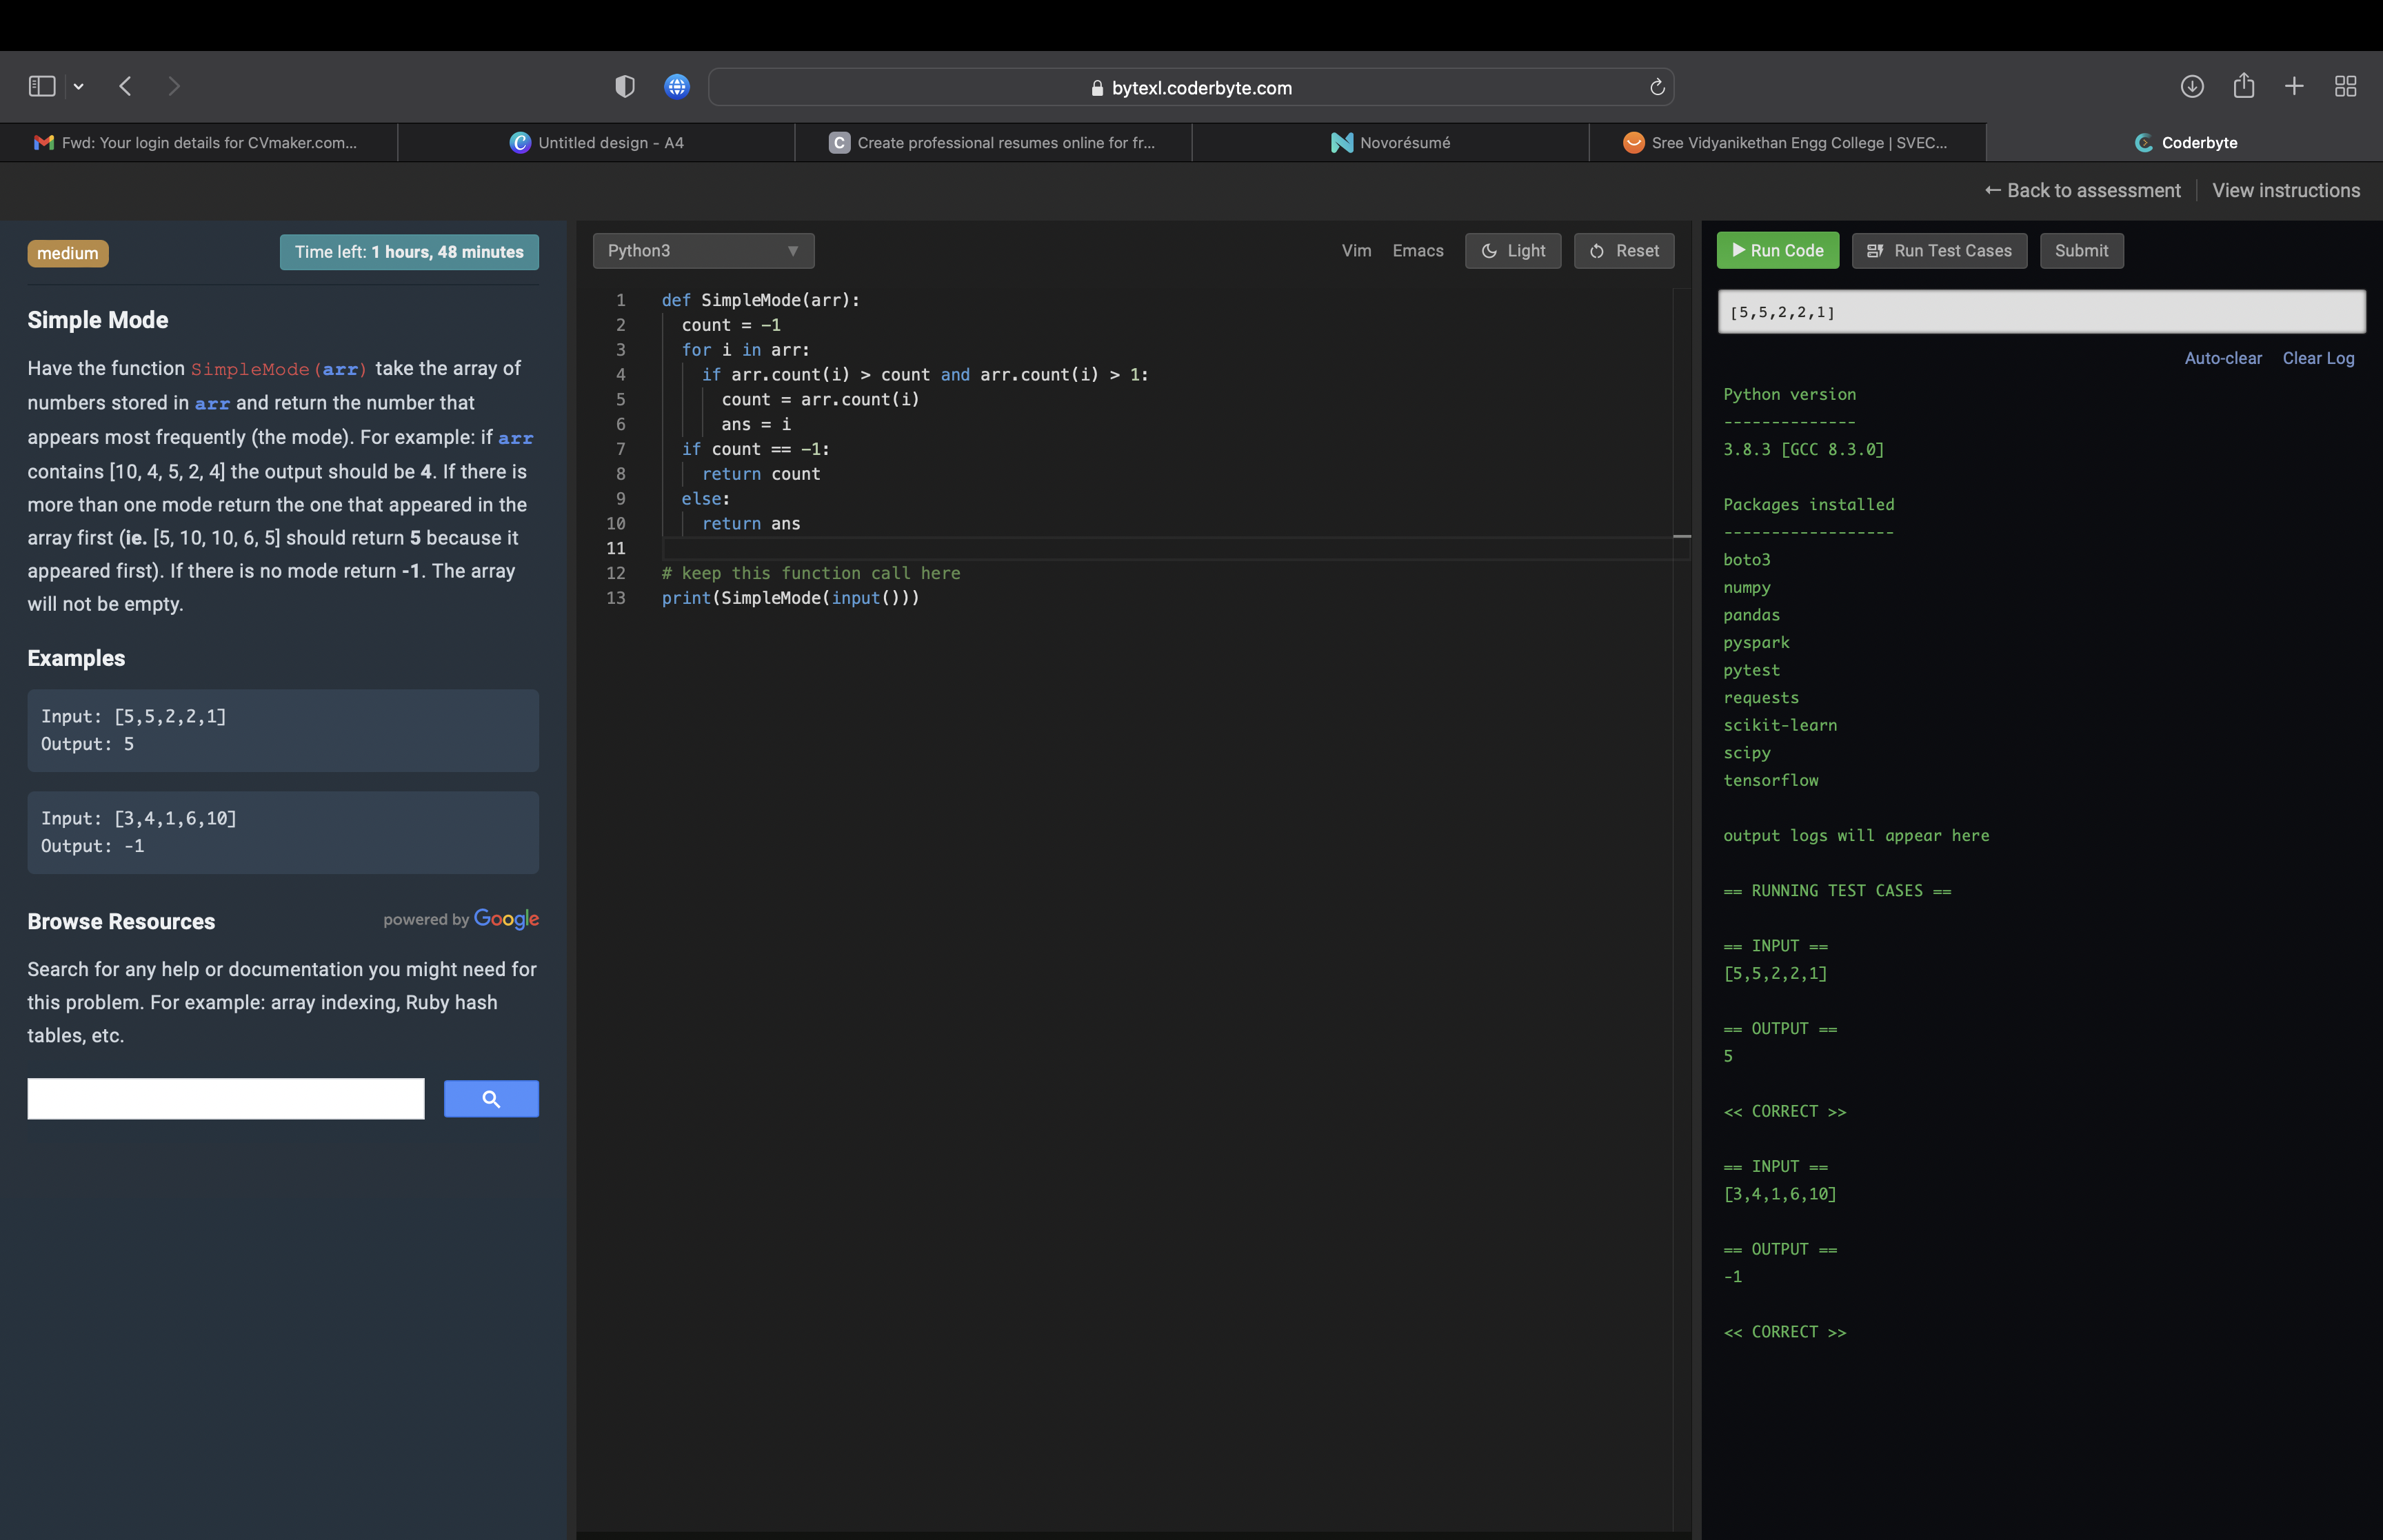 bytexl.coderbyte.com
Fwd: Your login details for CVmaker.com...
Untitled design - A4
C Create professional resumes online for fr...
Novorésumé
Sree Vidyanikethan Engg College | SVEC...
Coderbyte
← Back to assessment
View instructions
medium
Time left: 1 hours, 48 minutes
Simple Mode
Have the function SimpleMode(arr) take the array of
numbers stored in arr and return the number that
appears most frequently (the mode). For example: if arr
contains [10, 4, 5, 2, 4] the output should be 4. If there is
more than one mode return the one that appeared in the
array first (ie. [5, 10, 10, 6, 5] should return 5 because it
appeared first). If there is no mode return -1. The array
will not be empty.
Examples
Input: [5,5,2,2,1]
Output: 5
Input: [3,4,1,6,10]
Output: -1
Browse Resources
powered by Google
Search for any help or documentation you might need for
this problem. For example: array indexing, Ruby hash
tables, etc.
Python3
Vim
Emacs
Light
Reset
1 def SimpleMode(arr):
2 count = -1
3 for i in arr:
4 if arr.count(i) > count and arr.count(i) > 1:
5 count = arr.count(i)
6 ans = i
7 if count == -1:
8 return count
9 else:
10 return ans
11
12 # keep this function call here
13 print(SimpleMode(input()))
Run Code
Run Test Cases
Submit
[5,5,2,2,1]
Auto-clear
Clear Log
Python version
--------------
3.8.3 [GCC 8.3.0]
Packages installed
------------------
boto3
numpy
pandas
pyspark
pytest
requests
scikit-learn
scipy
tensorflow
output logs will appear here
== RUNNING TEST CASES ==
== INPUT ==
[5,5,2,2,1]
== OUTPUT ==
5
<< CORRECT >>
== INPUT ==
[3,4,1,6,10]
== OUTPUT ==
-1
<< CORRECT >>